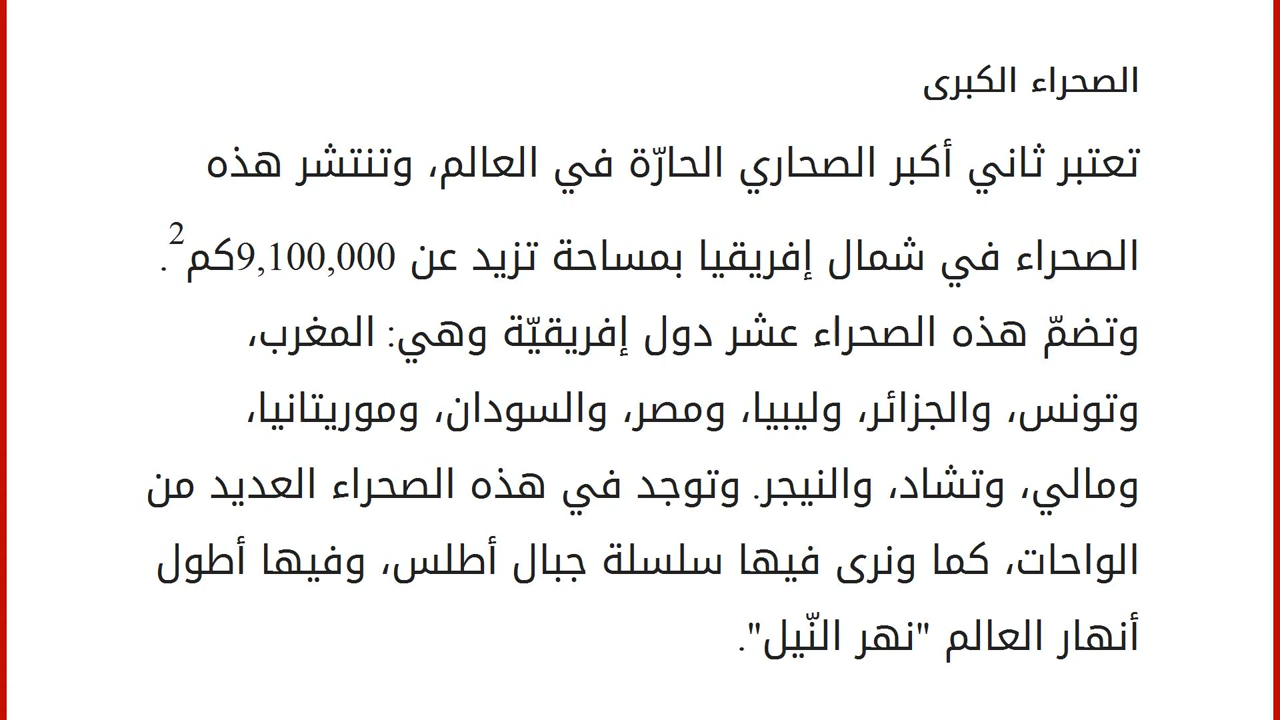 الصحراء الكبرى
تعتبر ثاني أكبر الصحاري الحارّة في العالم، وتنتشر هذه
الصحراء في شمال إفريقيا بمساحة تزيد عن 9,100,000كم2.
وتضمّ هذه الصحراء عشر دول إفريقيّة وهي: المغرب،
وتونس، والجزائر، وليبيا، ومصر، والسودان، وموريتانيا،
ومالي، وتشاد، والنيجر. وتوجد في هذه الصحراء العديد من
الواحات، كما ونرى فيها سلسلة جبال أطلس، وفيها أطول
أنهار العالم "نهر النّيل".